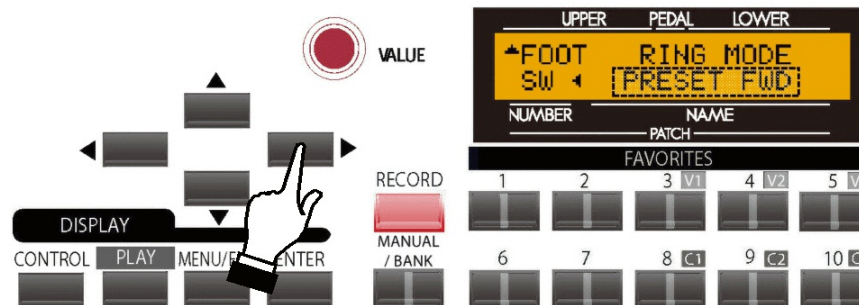 UPPER PEDAL LOWER
VALUE
FOOT RING MODE
SW PRESET FWD
NUMBER NAME
PATCH
FAVORITES
RECORD
1 2 3 V1 4 V2 5
DISPLAY
MANUAL
/ BANK
CONTROL PLAY MENU/ ENTER
6 7 8 C1 9 C2 10